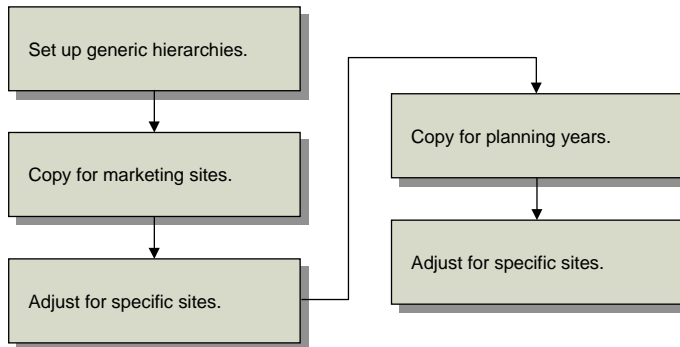 Set up generic hierarchies.
Copy for marketing sites.
Adjust for specific sites.
Copy for planning years.
Adjust for specific sites.